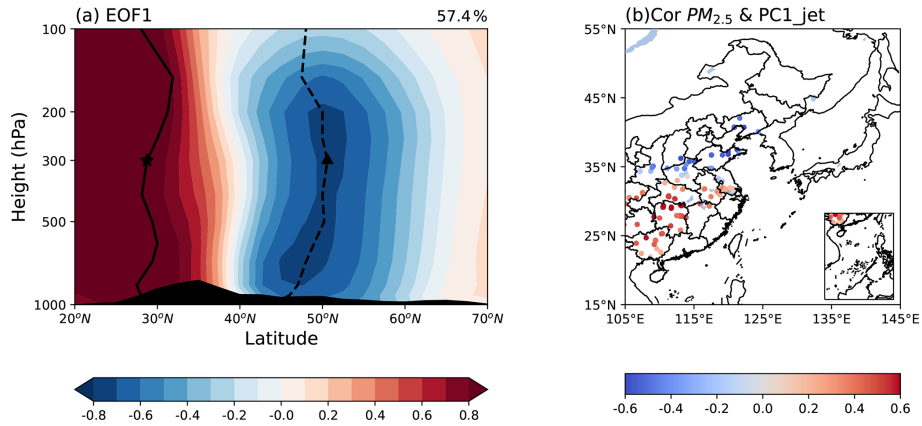 (a) EOF1
57.4 %
100
200
300
500
1000
Height (hPa)
20°N 30°N 40°N 50°N 60°N 70°N
Latitude
-0.8 -0.6 -0.4 -0.2 -0.0 0.2 0.4 0.6 0.8
(b)Cor PM2.5 & PC1_jet
55°N
45°N
35°N
25°N
15°N
105°E 115°E 125°E 135°E 145°E
-0.6 -0.4 -0.2 0.0 0.2 0.4 0.6